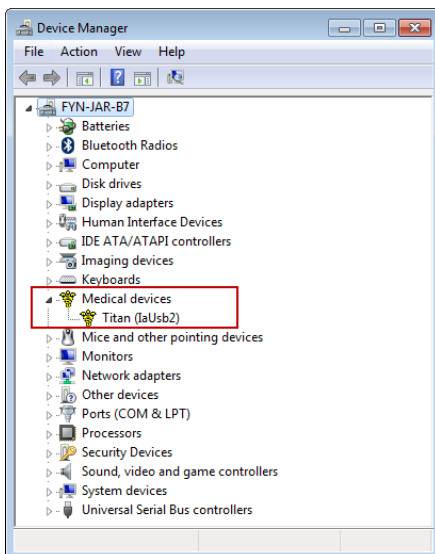 Device Manager
File Action View Help
FYN-JAR-B7
Batteries
Bluetooth Radios
Computer
Disk drives
Display adapters
Human Interface Devices
IDE ATA/ATAPI controllers
Imaging devices
Keyboards
Medical devices
Titan (IaUsb2)
Mice and other pointing devices
Monitors
Network adapters
Other devices
Ports (COM & LPT)
Processors
Security Devices
Sound, video and game controllers
System devices
Universal Serial Bus controllers